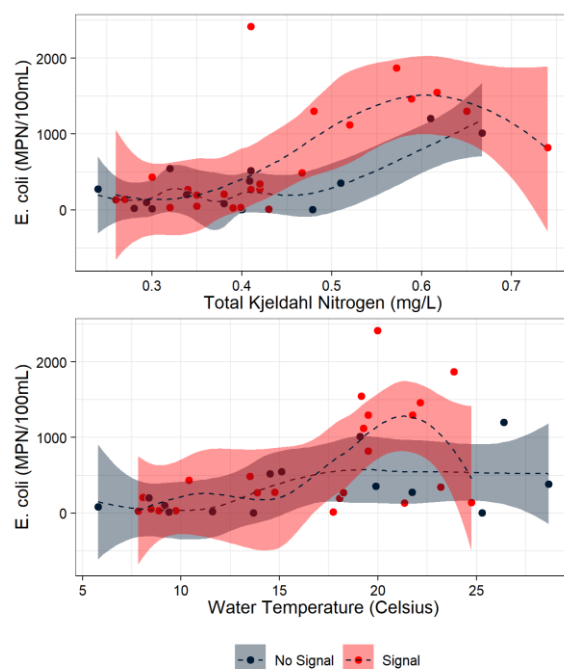 E. coli (MPN/100mL)
2000
1000
0
0.3 0.4 0.5 0.6 0.7
Total Kjeldahl Nitrogen (mg/L)
E. coli (MPN/100mL)
2000
1000
0
5 10 15 20 25
Water Temperature (Celsius)
No Signal Signal